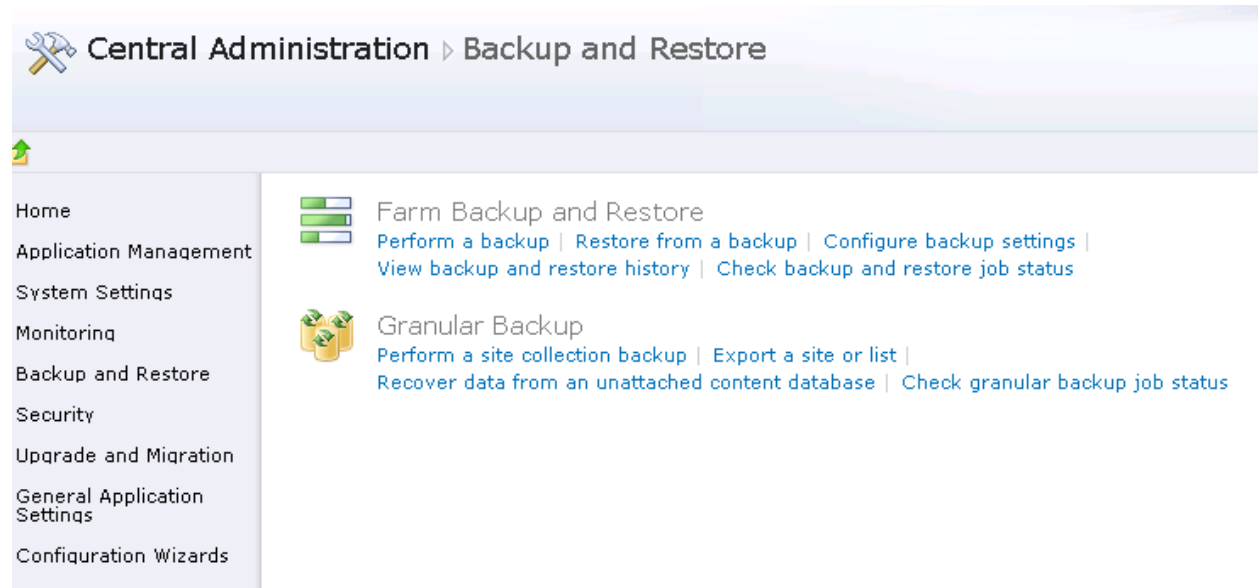 Central Administration ▷ Backup and Restore
Home
Application Management
System Settings
Monitoring
Backup and Restore
Security
Upgrade and Migration
General Application
Settings
Configuration Wizards
Farm Backup and Restore
Perform a backup | Restore from a backup | Configure backup settings |
View backup and restore history | Check backup and restore job status
Granular Backup
Perform a site collection backup | Export a site or list |
Recover data from an unattached content database | Check granular backup job status